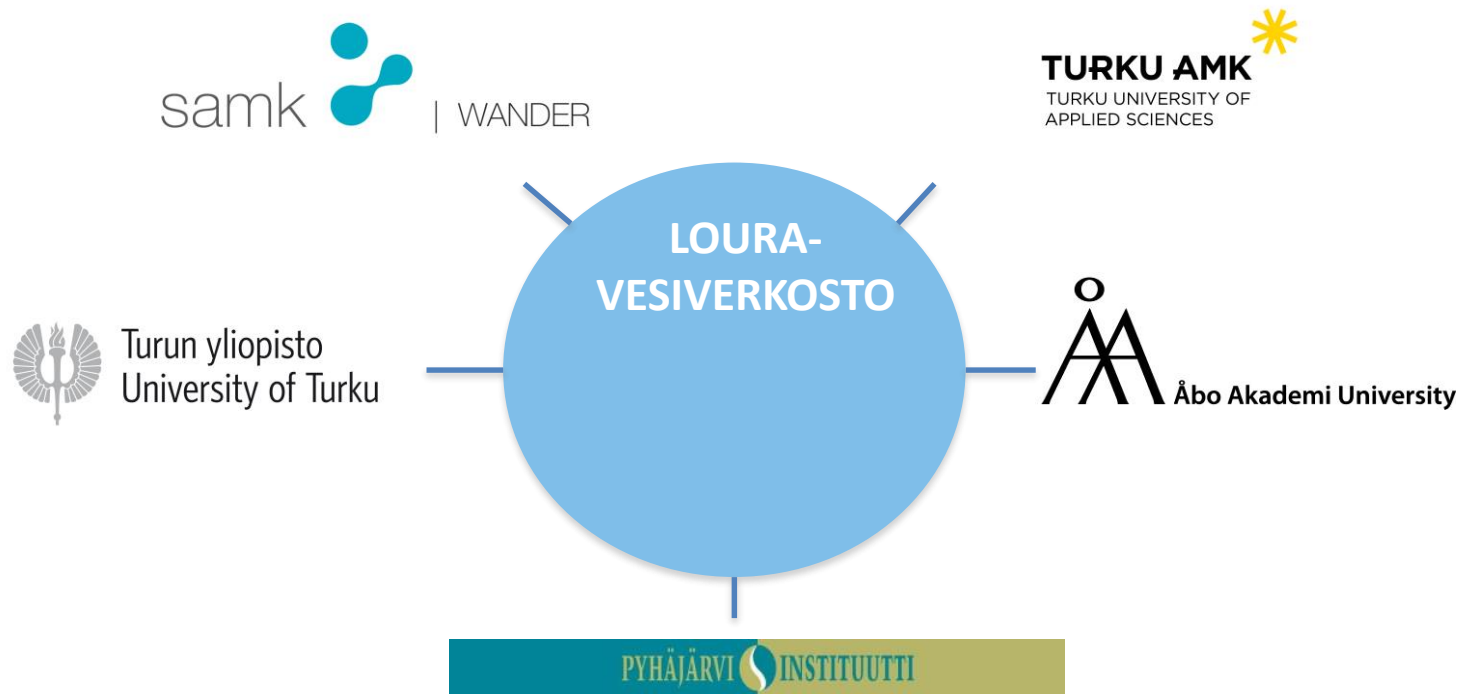 samk | WANDER
TURKU AMK
TURKU UNIVERSITY OF
APPLIED SCIENCES
LOURA-
VESIVERKOSTO
Turun yliopisto
University of Turku
Åbo Akademi University
PYHÄJÄRVI INSTITUUTTI